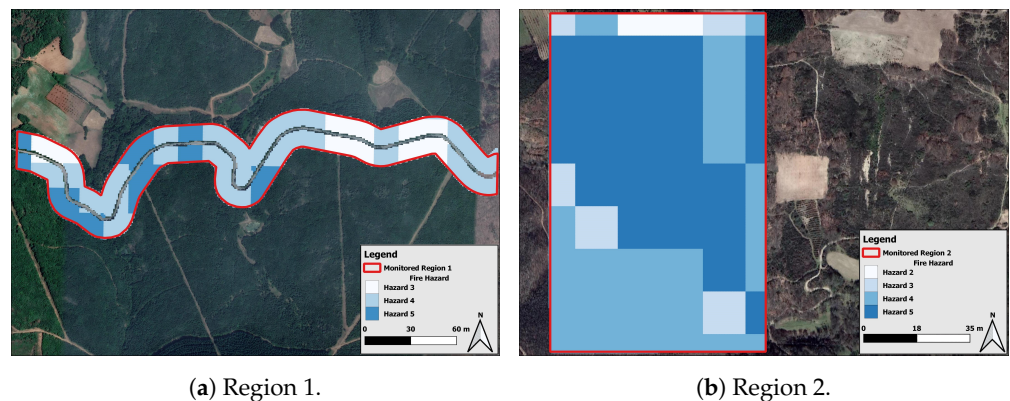 Legend
Monitored Region 1
Fire Hazard
Hazard 3
Hazard 4
Hazard 5
0 30 60 m
N
Legend
Monitored Region 2
Fire Hazard
Hazard 2
Hazard 3
Hazard 4
Hazard 5
0 18 35 m
N
(a) Region 1.
(b) Region 2.